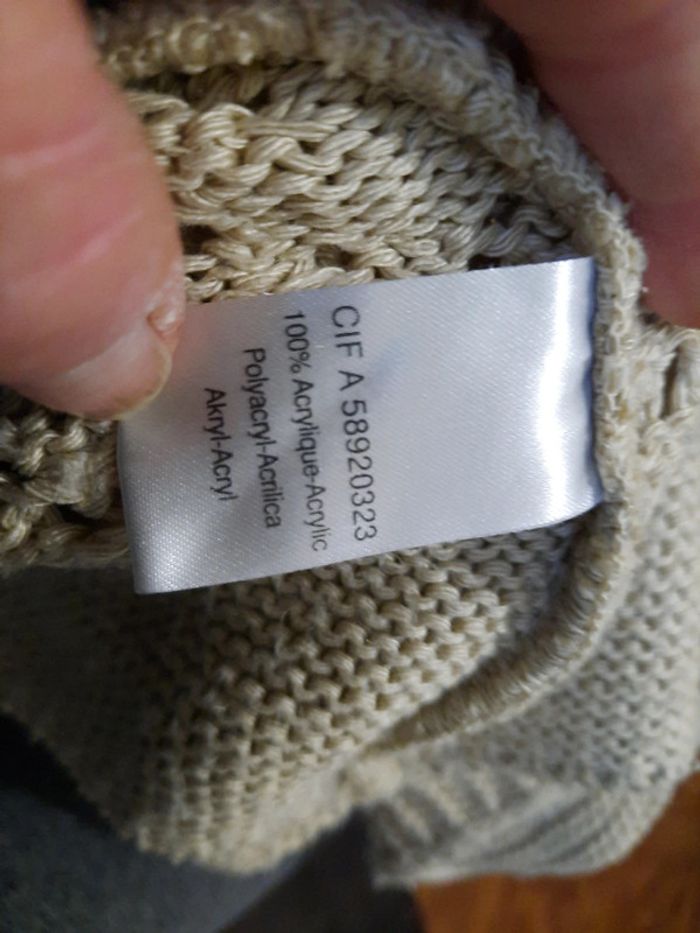 CIF A 58920323
100% Acrylique-Acrylic
Polyacryl-Acrilica
Akryl-Acryl